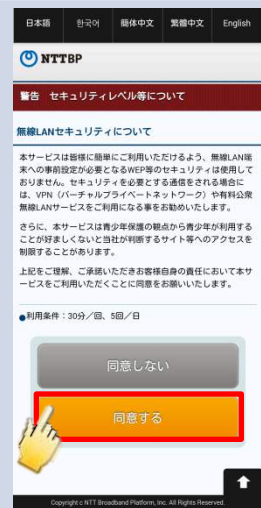 日本語 한국어 簡体中文 繁體中文 English
NTTBP
警告 セキュリティレベル等について
無線LANセキュリティについて
本サービスは皆様に簡単にご利用いただけるよう、無線LAN端
末への事前設定が必要となるWEP等のセキュリティは使用して
おりません。セキュリティを必要とする通信をされる場合に
は、VPN（バーチャルプライベートネットワーク）や有料公衆
無線LANサービスをご利用になる事をお勧めいたします。
さらに、本サービスは青少年保護の観点から青少年が利用する
ことが好ましくないと当社が判断するサイト等へのアクセスを
制限することがあります。
上記をご理解、ご承諾いただきお客様自身の責任において本サ
ービスをご利用いただくことに同意をお願いいたします。
●利用条件：30分／回、5回／日
同意しない
同意する
Copyright c NTT Broadband Platform, Inc. All Rights Reserved.